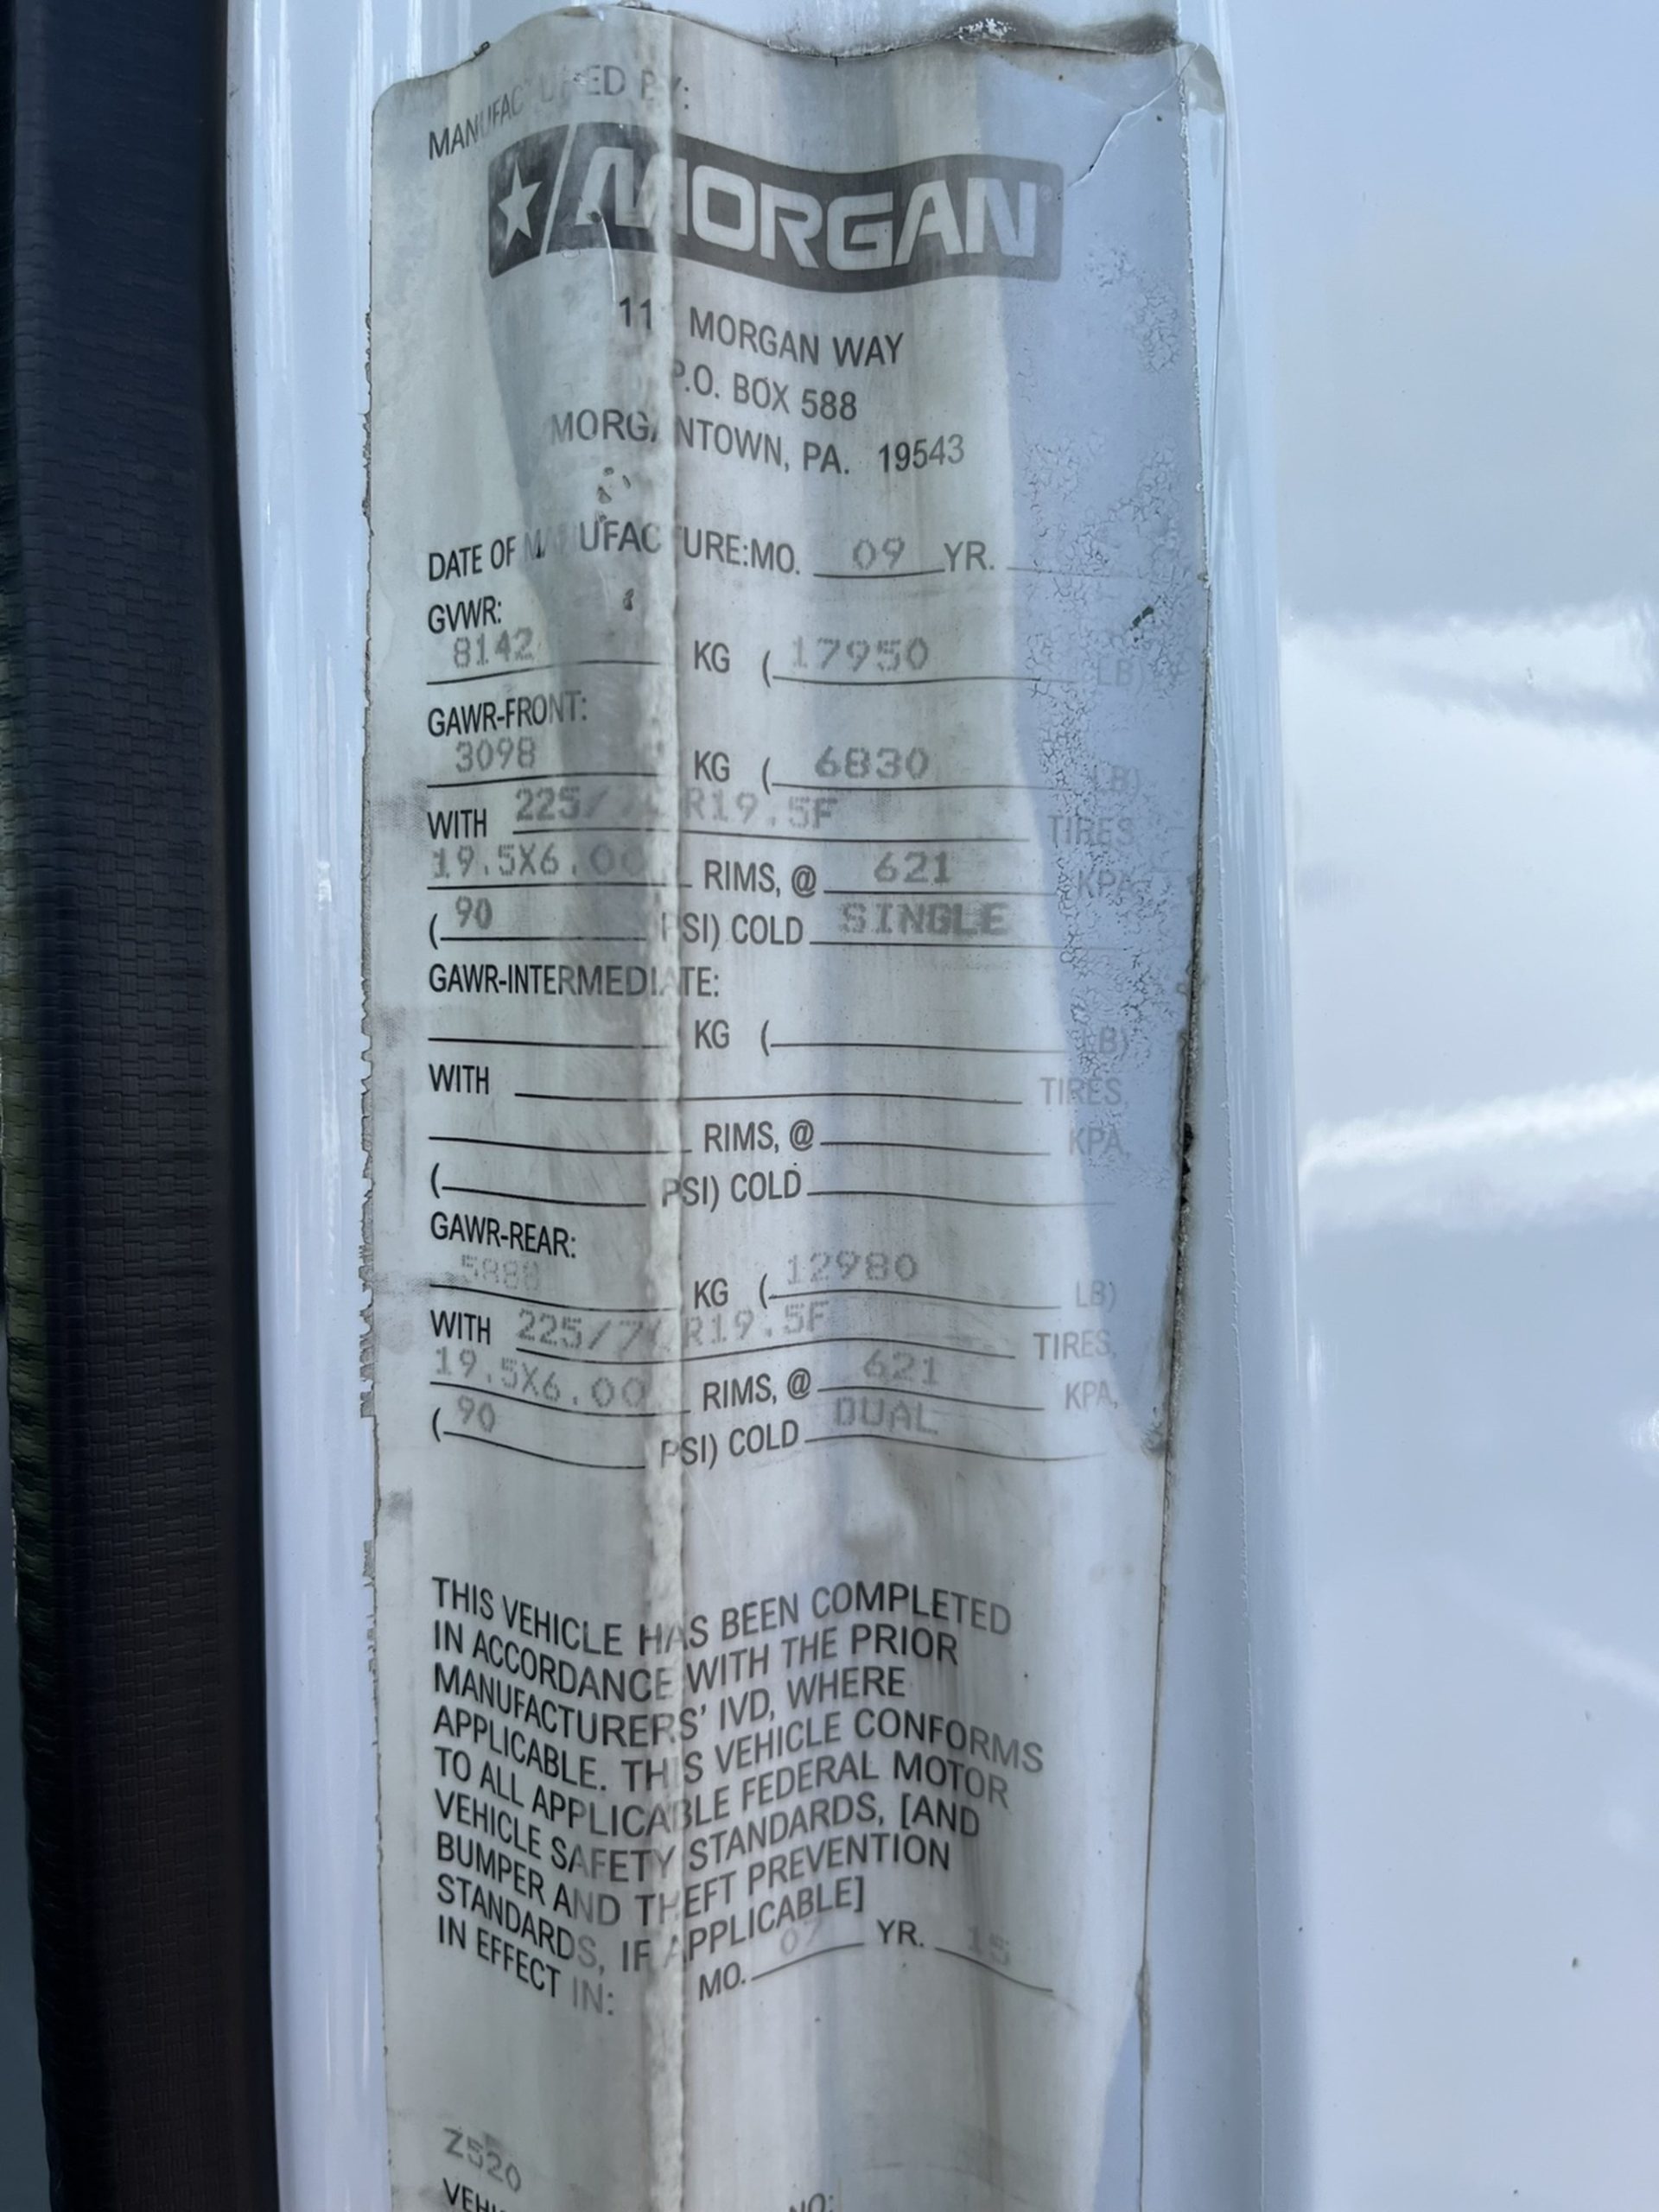 MANUFACTURED BY:
MORGAN
11 MORGAN WAY
P.O. BOX 588
MORGANTOWN, PA. 19543
DATE OF MANUFACTURE:MO. 09 YR.
GVWR:
8142 KG (17950 LB)
GAWR-FRONT:
3098 KG (6830 LB)
WITH 225/70R19.5F TIRES,
19.5X6.00 RIMS, @ 621 KPA,
(90 PSI) COLD SINGLE
GAWR-INTERMEDIATE:
KG ( LB)
WITH TIRES,
RIMS, @ KPA,
( PSI) COLD
GAWR-REAR:
5888 KG (12980 LB)
WITH 225/70R19.5F TIRES,
19.5X6.00 RIMS, @ 621 KPA,
(90 PSI) COLD DUAL
THIS VEHICLE HAS BEEN COMPLETED
IN ACCORDANCE WITH THE PRIOR
MANUFACTURERS' IVD, WHERE
APPLICABLE. THIS VEHICLE CONFORMS
TO ALL APPLICABLE FEDERAL MOTOR
VEHICLE SAFETY STANDARDS, [AND
BUMPER AND THEFT PREVENTION
STANDARDS, IF APPLICABLE]
IN EFFECT IN: MO. 07 YR. 15
Z520
NO: